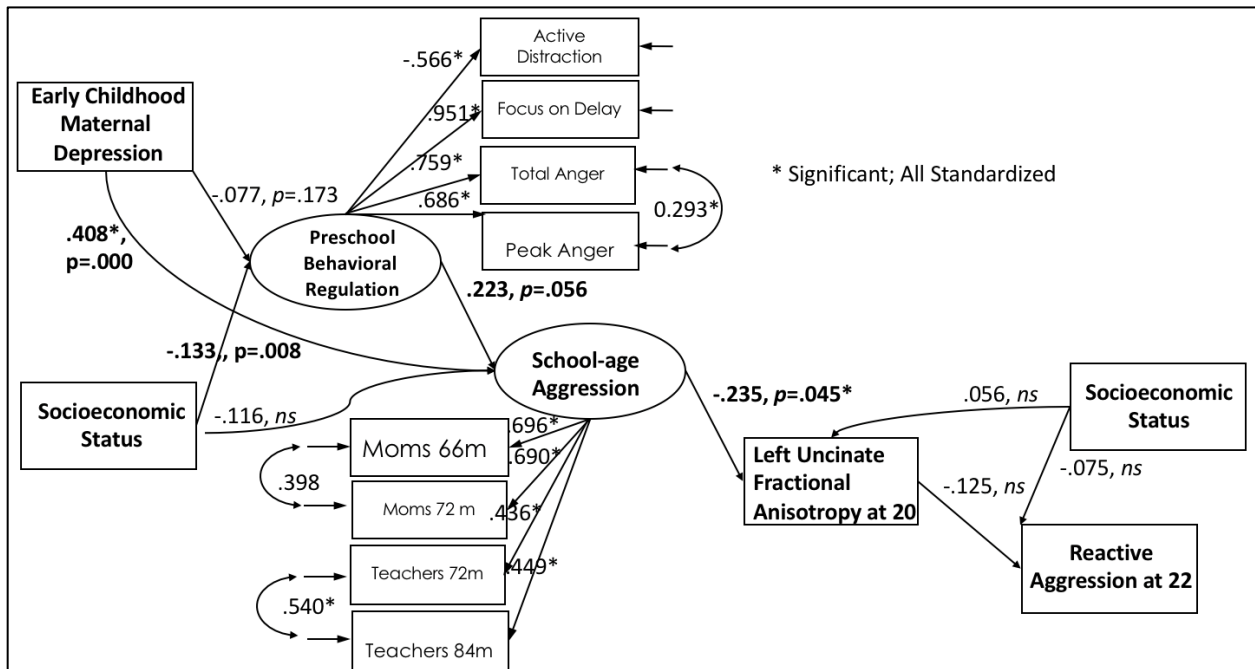 Active
Distraction
-.566*
Early Childhood
Maternal
Depression
.951*
Focus on Delay
.759*
Total Anger
* Significant; All Standardized
-.077, p=.173
.686*
0.293*
.408*,
p=.000
Preschool
Behavioral
Regulation
Peak Anger
.223, p=.056
-.133,, p=.008
School-age
Aggression
-.235, p=.045*
.056, ns
Socioeconomic
Status
Socioeconomic
Status
-.116, ns
.696*
Moms 66m
.690*
.398
Left Uncinate
Fractional
Anisotropy at 20
-.075, ns
-.125, ns
Moms 72 m
.436*
Teachers 72m
.449*
Reactive
Aggression at 22
.540*
Teachers 84m